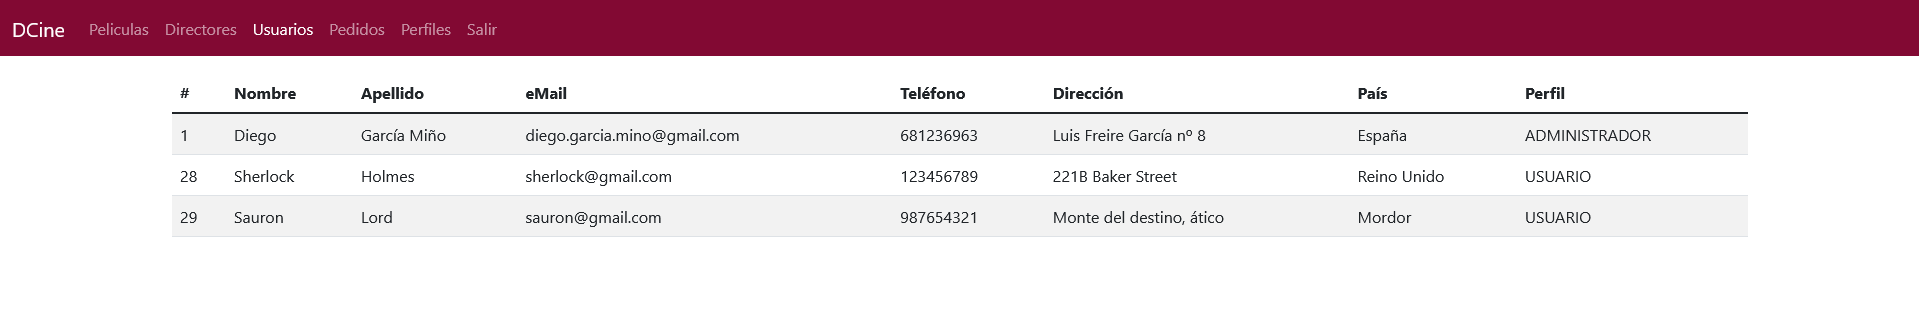 DCine Peliculas Directores Usuarios Pedidos Perfiles Salir
# Nombre Apellido eMail Teléfono Dirección País Perfil
1 Diego García Miño diego.garcia.mino@gmail.com 681236963 Luis Freire García nº 8 España ADMINISTRADOR
28 Sherlock Holmes sherlock@gmail.com 123456789 221B Baker Street Reino Unido USUARIO
29 Sauron Lord sauron@gmail.com 987654321 Monte del destino, ático Mordor USUARIO